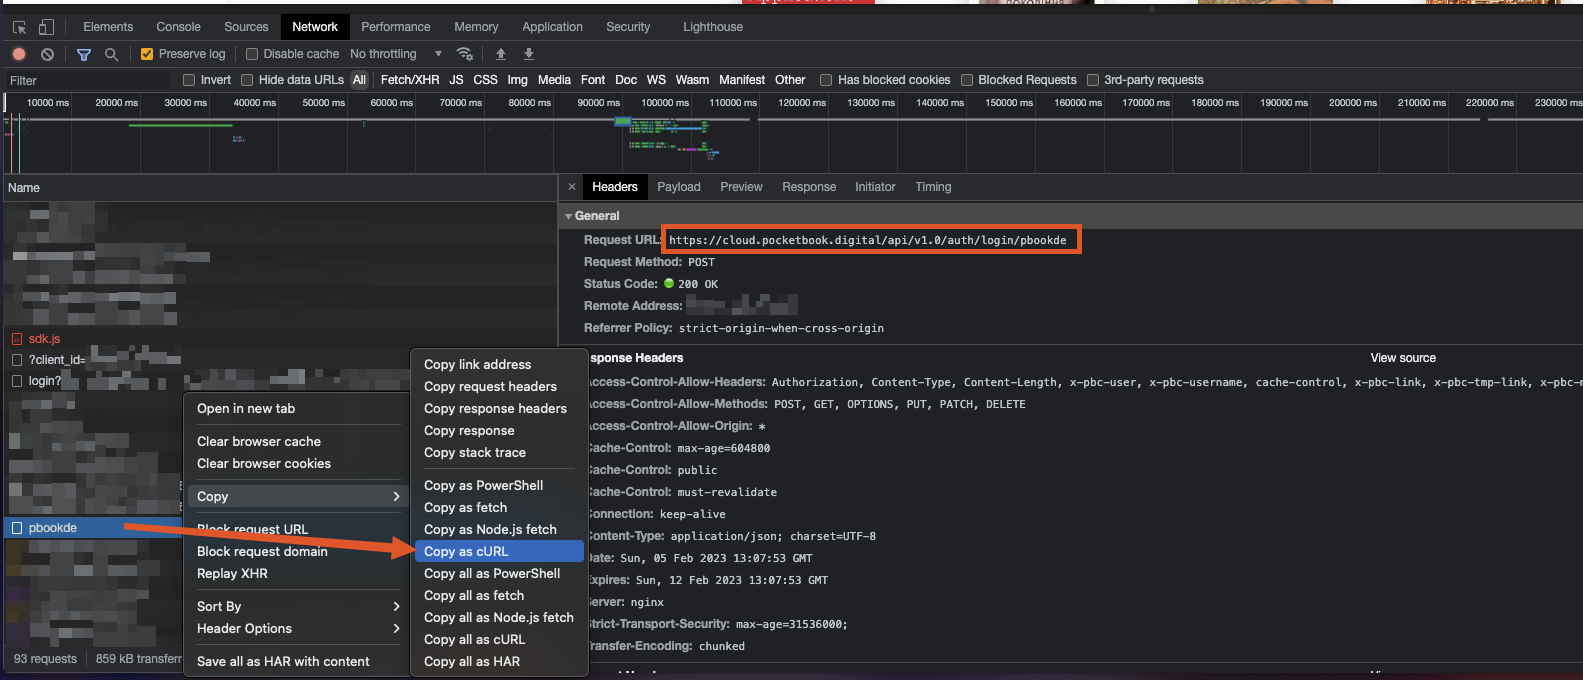 Elements Console Sources Network Performance Memory Application Security Lighthouse
Preserve log Disable cache No throttling
Filter Invert Hide data URLs All Fetch/XHR JS CSS Img Media Font Doc WS Wasm Manifest Other Has blocked cookies Blocked Requests 3rd-party requests
10000 ms 20000 ms 30000 ms 40000 ms 50000 ms 60000 ms 70000 ms 80000 ms 90000 ms 100000 ms 110000 ms 120000 ms 130000 ms 140000 ms 150000 ms 160000 ms 170000 ms 180000 ms 190000 ms 200000 ms 210000 ms 220000 ms 230000 ms
Name
sdk.js
?client_id=
login?
pbookde
93 requests 859 kB transferr
Open in new tab
Clear browser cache
Clear browser cookies
Copy
Block request URL
Block request domain
Replay XHR
Sort By
Header Options
Save all as HAR with content
Copy link address
Copy request headers
Copy response headers
Copy response
Copy stack trace
Copy as PowerShell
Copy as fetch
Copy as Node.js fetch
Copy as cURL
Copy all as PowerShell
Copy all as fetch
Copy all as Node.js fetch
Copy all as cURL
Copy all as HAR
× Headers Payload Preview Response Initiator Timing
General
Request URL: https://cloud.pocketbook.digital/api/v1.0/auth/login/pbookde
Request Method: POST
Status Code: 200 OK
Remote Address:
Referrer Policy: strict-origin-when-cross-origin
sponse Headers View source
Access-Control-Allow-Headers: Authorization, Content-Type, Content-Length, x-pbc-user, x-pbc-username, cache-control, x-pbc-link, x-pbc-tmp-link, x-pbc-m
Access-Control-Allow-Methods: POST, GET, OPTIONS, PUT, PATCH, DELETE
Access-Control-Allow-Origin: *
Cache-Control: max-age=604800
Cache-Control: public
Cache-Control: must-revalidate
Connection: keep-alive
Content-Type: application/json; charset=UTF-8
Date: Sun, 05 Feb 2023 13:07:53 GMT
Expires: Sun, 12 Feb 2023 13:07:53 GMT
Server: nginx
Strict-Transport-Security: max-age=31536000;
Transfer-Encoding: chunked